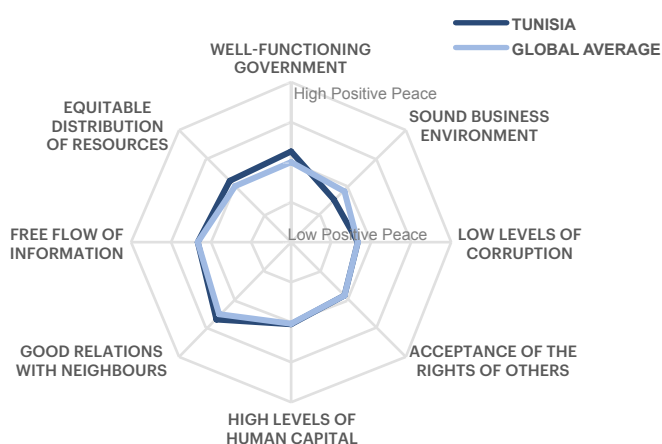 TUNISIA
GLOBAL AVERAGE
WELL-FUNCTIONING
GOVERNMENT
High Positive Peace
SOUND BUSINESS
ENVIRONMENT
EQUITABLE
DISTRIBUTION
OF RESOURCES
FREE FLOW OF
INFORMATION
Low Positive Peace
LOW LEVELS OF
CORRUPTION
GOOD RELATIONS
WITH NEIGHBOURS
ACCEPTANCE OF THE
RIGHTS OF OTHERS
HIGH LEVELS OF
HUMAN CAPITAL